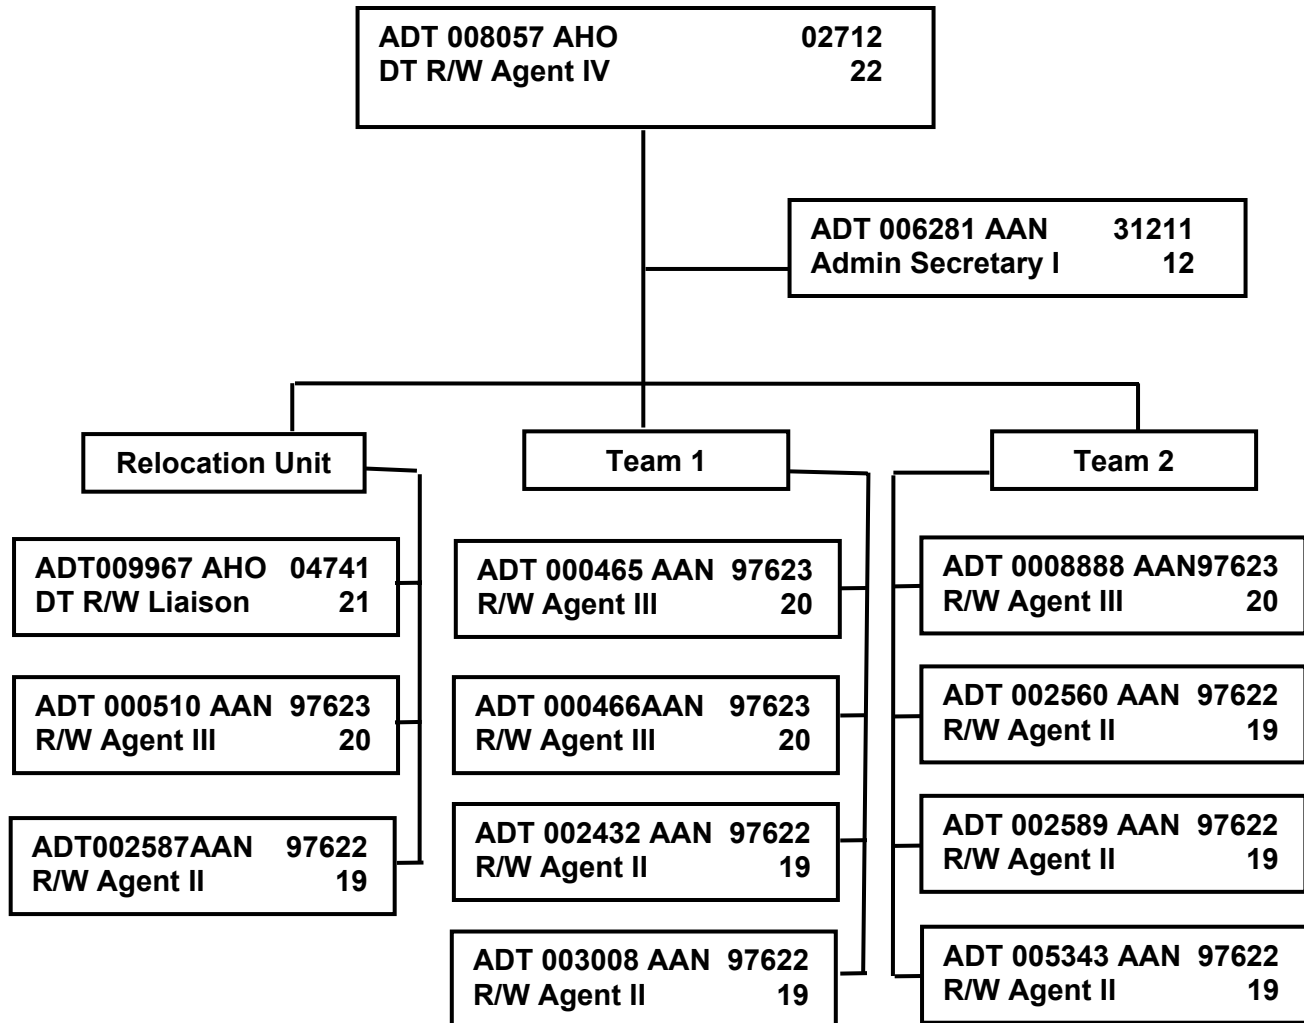 ADT 008057 AHO 02712
DT R/W Agent IV 22
ADT 006281 AAN 31211
Admin Secretary I 12
Relocation Unit
ADT009967 AHO 04741
DT R/W Liaison 21
ADT 000510 AAN 97623
R/W Agent III 20
ADT002587AAN 97622
R/W Agent II 19
Team 1
ADT 000465 AAN 97623
R/W Agent III 20
ADT 000466AAN 97623
R/W Agent III 20
ADT 002432 AAN 97622
R/W Agent II 19
ADT 003008 AAN 97622
R/W Agent II 19
Team 2
ADT 0008888 AAN97623
R/W Agent III 20
ADT 002560 AAN 97622
R/W Agent II 19
ADT 002589 AAN 97622
R/W Agent II 19
ADT 005343 AAN 97622
R/W Agent II 19